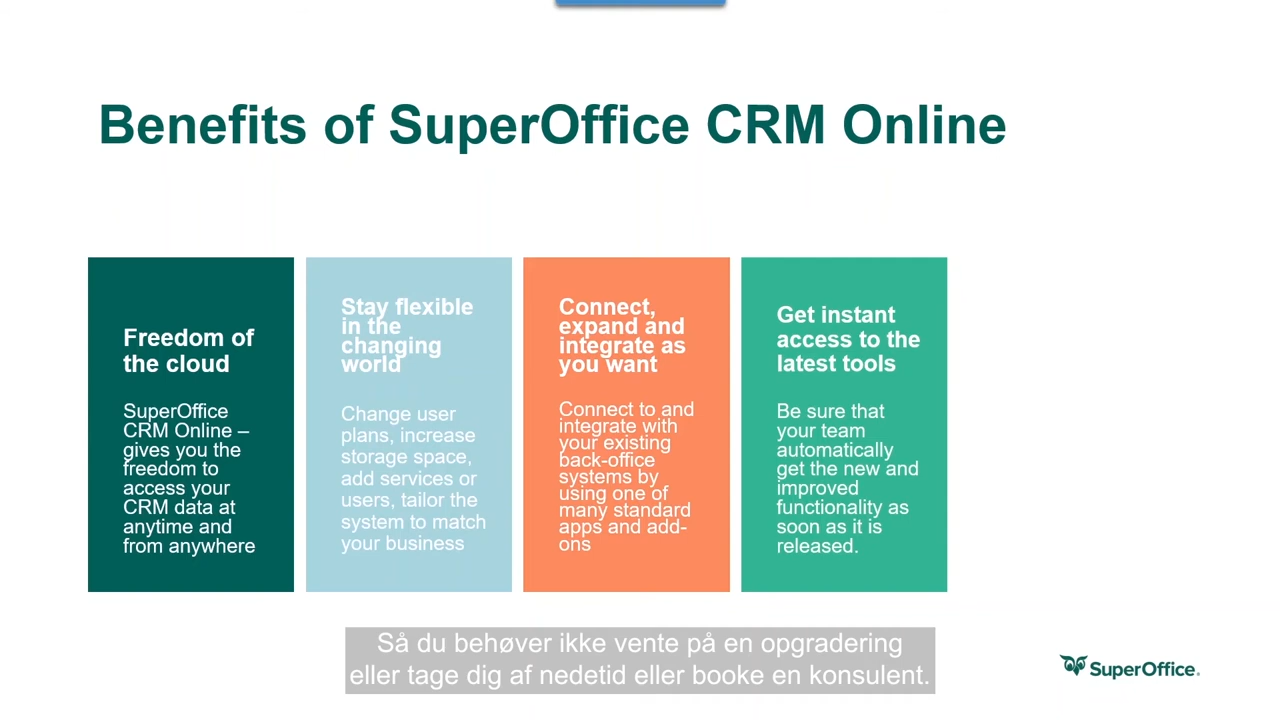 Benefits of SuperOffice CRM Online
Freedom of
the cloud
SuperOffice
CRM Online –
gives you the
freedom to
access your
CRM data at
anytime and
from anywhere
Stay flexible
in the
changing
world
Change user
plans, increase
storage space,
add services or
users, tailor the
system to match
your business
Connect,
expand and
integrate as
you want
Connect to and
integrate with
your existing
back-office
systems by
using one of
many standard
apps and add-
ons
Get instant
access to the
latest tools
Be sure that
your team
automatically
get the new and
improved
functionality as
soon as it is
released.
Så du behøver ikke vente på en opgradering
eller tage dig af nedetid eller booke en konsulent.
SuperOffice.